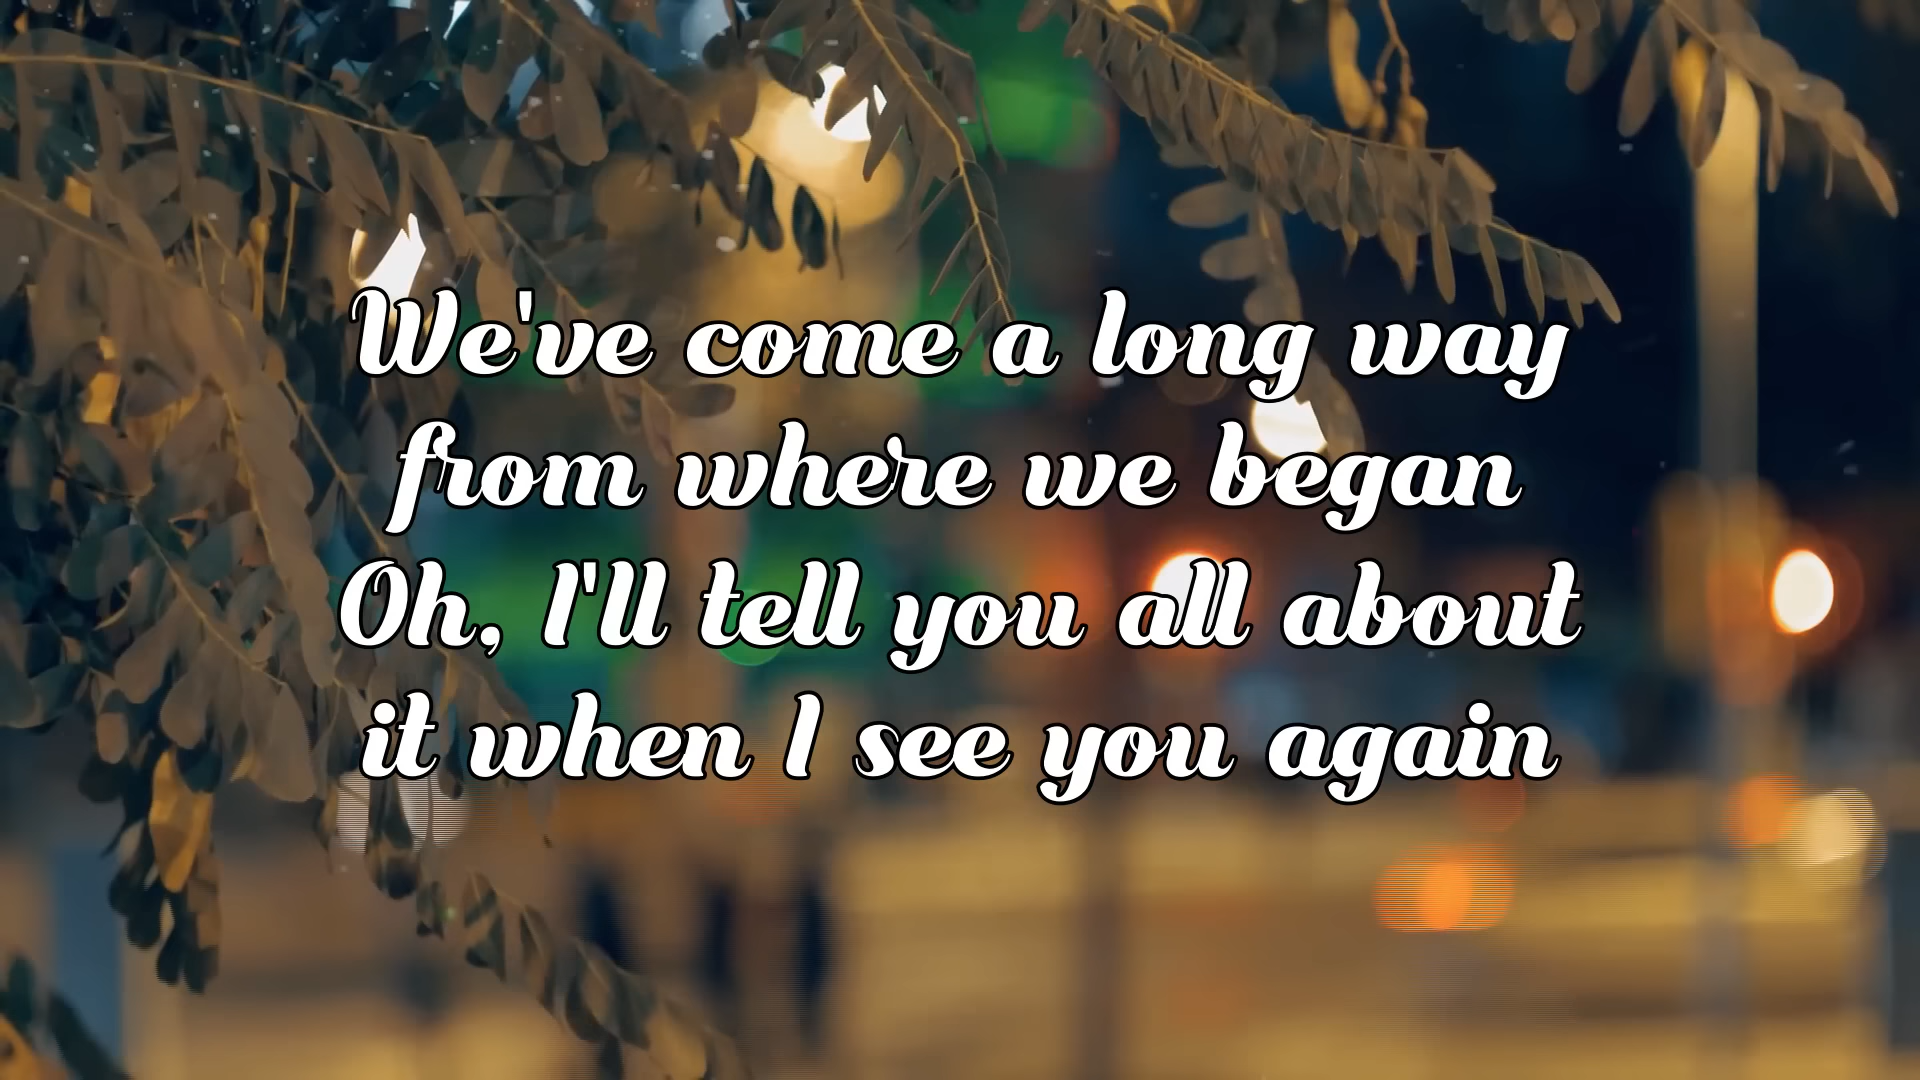 We've come a long way
from where we began
Oh, I'll tell you all about
it when I see you again